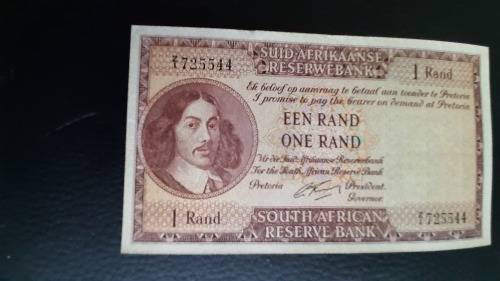 SUID-AFRIKAANSE
RESERWEBANK
725544
1 Rand
Ek beloof op aanvraag te betaal aan toonder te Pretoria
I promise to pay the bearer on demand at Pretoria
EEN RAND
ONE RAND
Vir die Suid-Afrikaanse Reserwebank
For the South African Reserve Bank
Pretoria
President.
Governor.
1 Rand
SOUTH AFRICAN
RESERVE BANK
725544